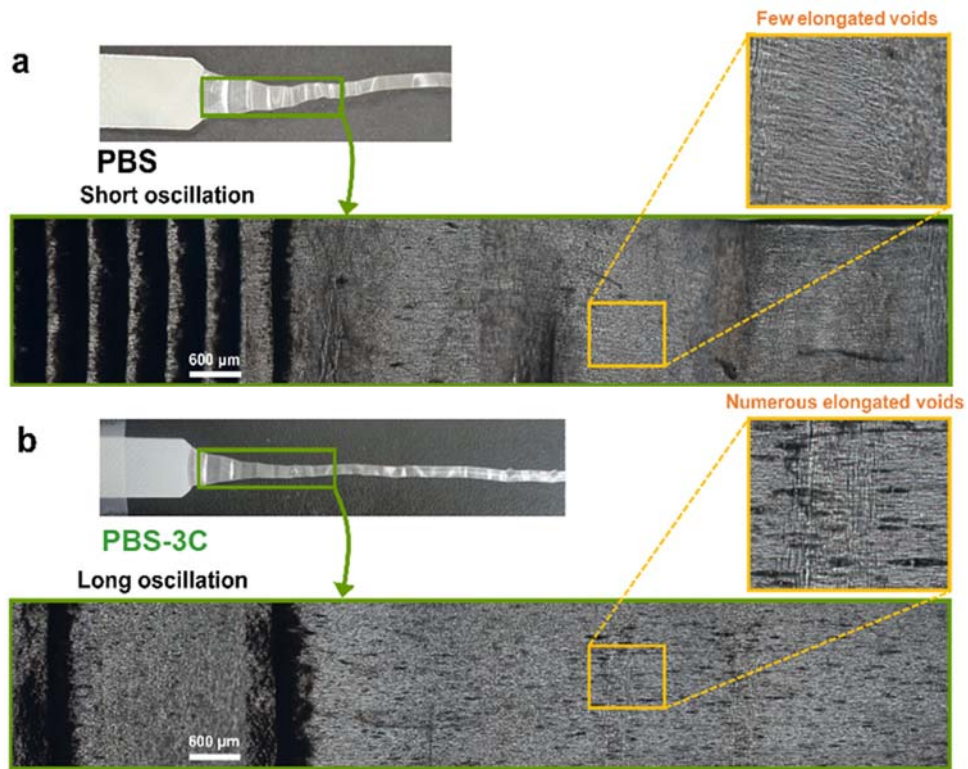 Few elongated voids
a
PBS
Short oscillation
600 µm
Numerous elongated voids
b
PBS-3C
Long oscillation
600 µm